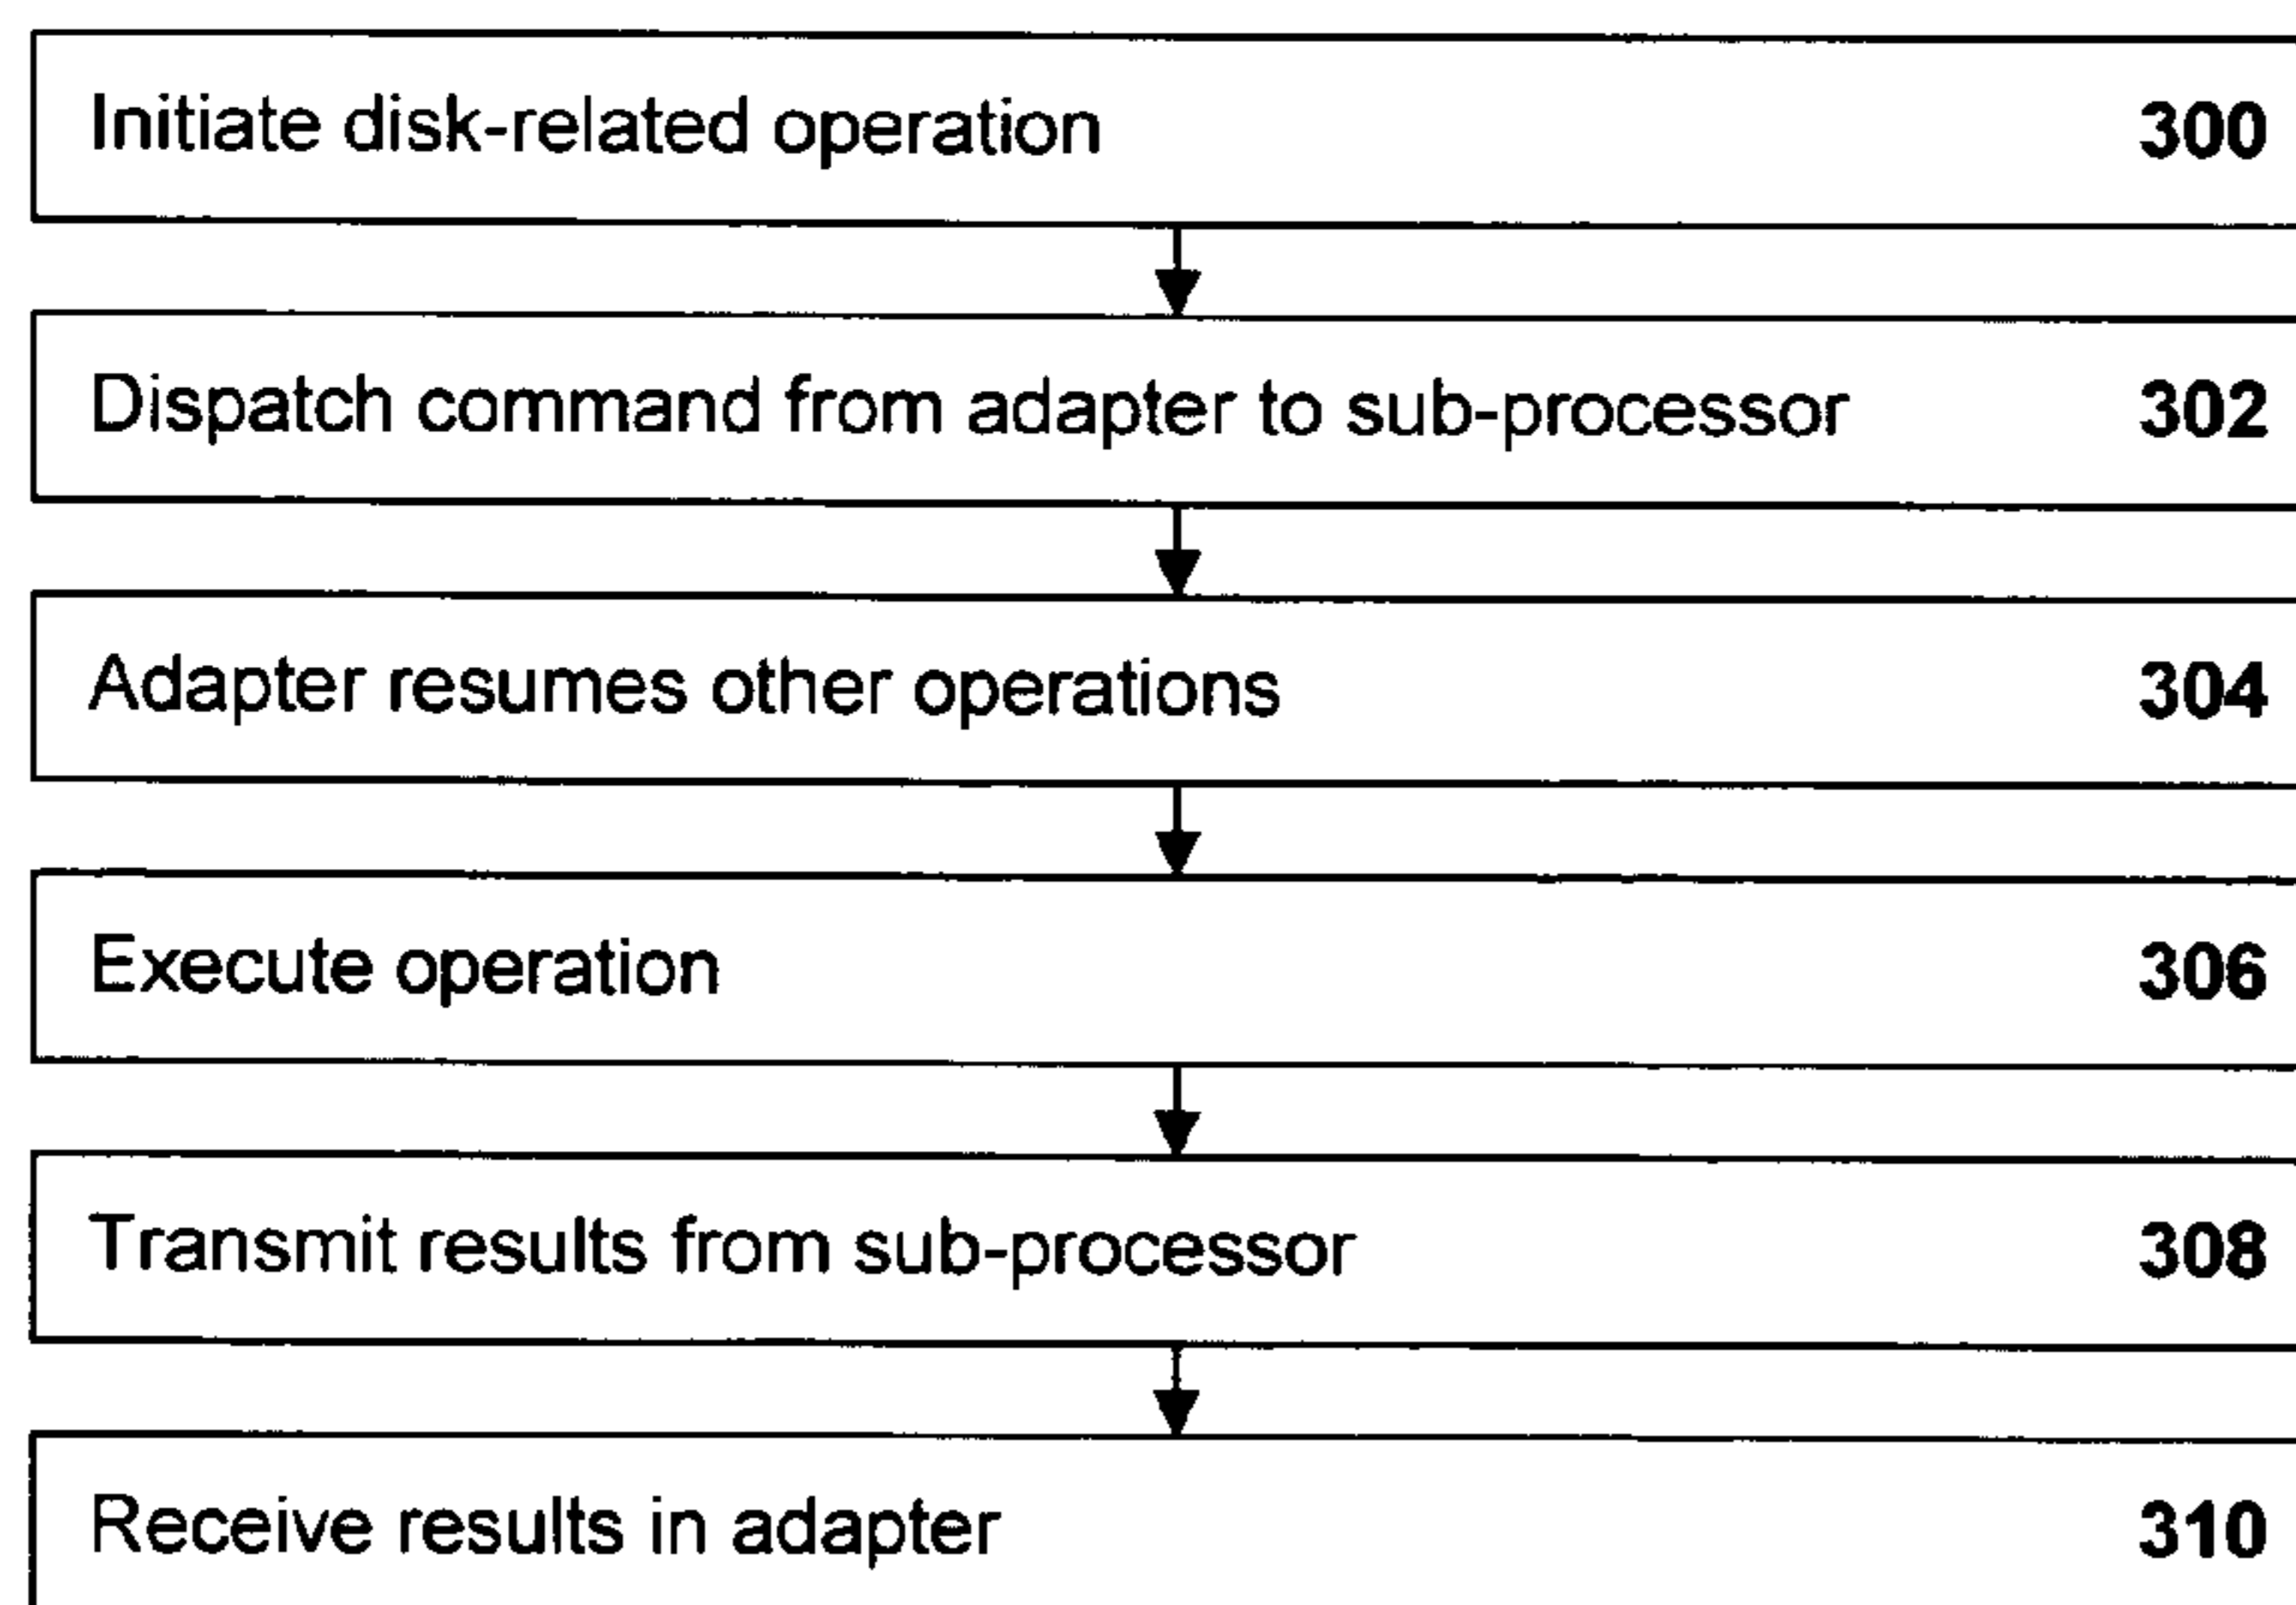 Initiate disk-related operation 300
Dispatch command from adapter to sub-processor 302
Adapter resumes other operations 304
Execute operation 306
Transmit results from sub-processor 308
Receive results in adapter 310